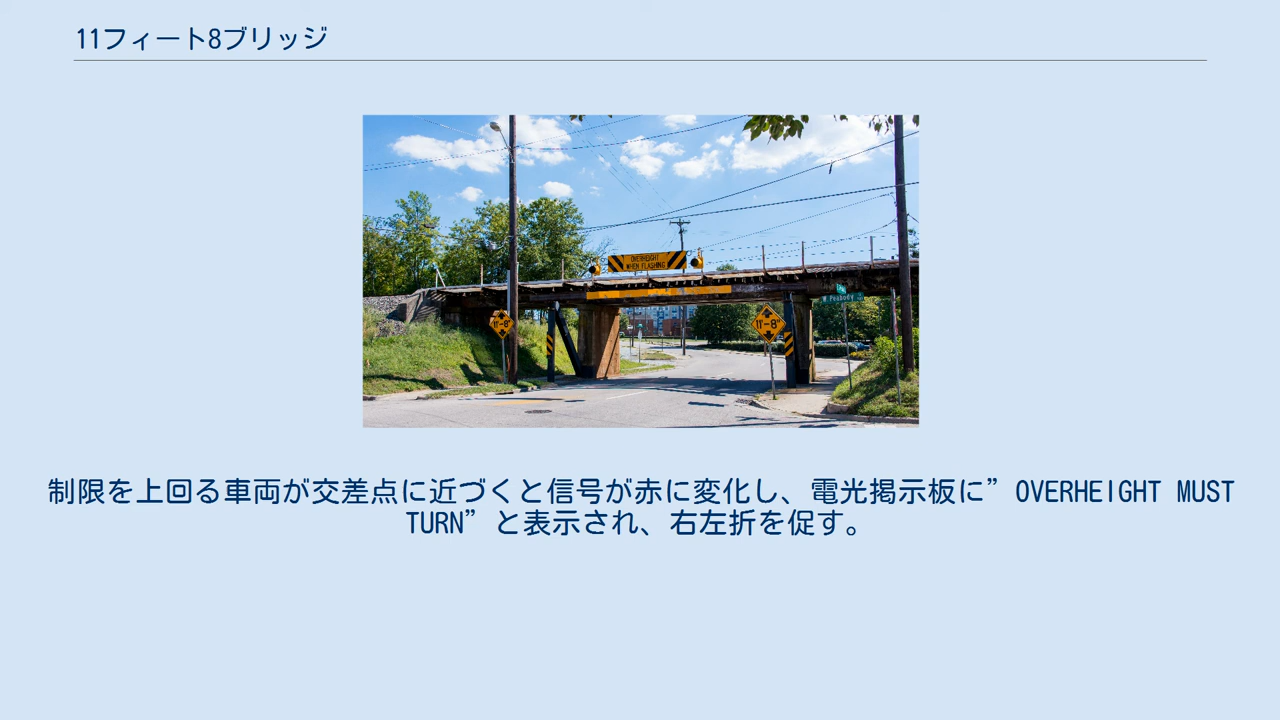 11フィート8ブリッジ
OVERHEIGHT
WHEN FLASHING
W Peabody
11'-8"
11'-8"
制限を上回る車両が交差点に近づくと信号が赤に変化し、電光掲示板に”OVERHEIGHT MUST
TURN”と表示され、右左折を促す。